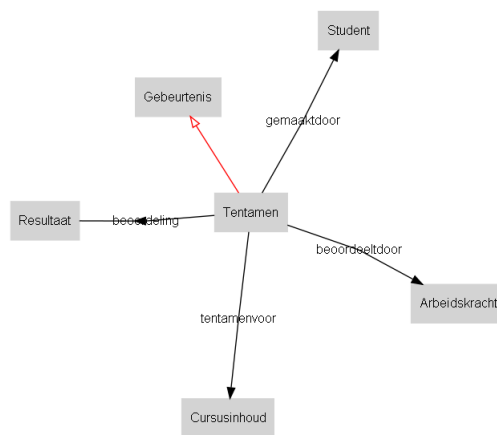 Student
Gebeurtenis
gemaaktdoor
Tentamen
Resultaat
beoordeling
beoordeeltdoor
Arbeidskracht
tentamenvoor
Cursusinhoud